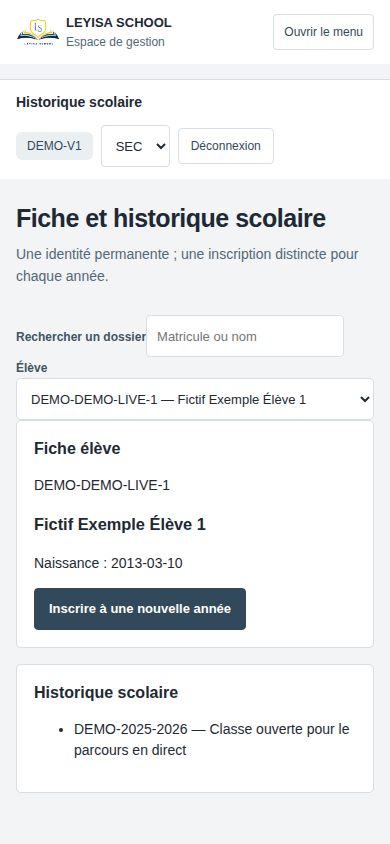 LEYISA SCHOOL
Espace de gestion
Ouvrir le menu
Historique scolaire
DEMO-V1
SEC
Déconnexion
Fiche et historique scolaire
Une identité permanente ; une inscription distincte pour
chaque année.
Rechercher un dossier
Matricule ou nom
Élève
DEMO-DEMO-LIVE-1 — Fictif Exemple Élève 1
Fiche élève
DEMO-DEMO-LIVE-1
Fictif Exemple Élève 1
Naissance : 2013-03-10
Inscrire à une nouvelle année
Historique scolaire
• DEMO-2025-2026 — Classe ouverte pour le
parcours en direct